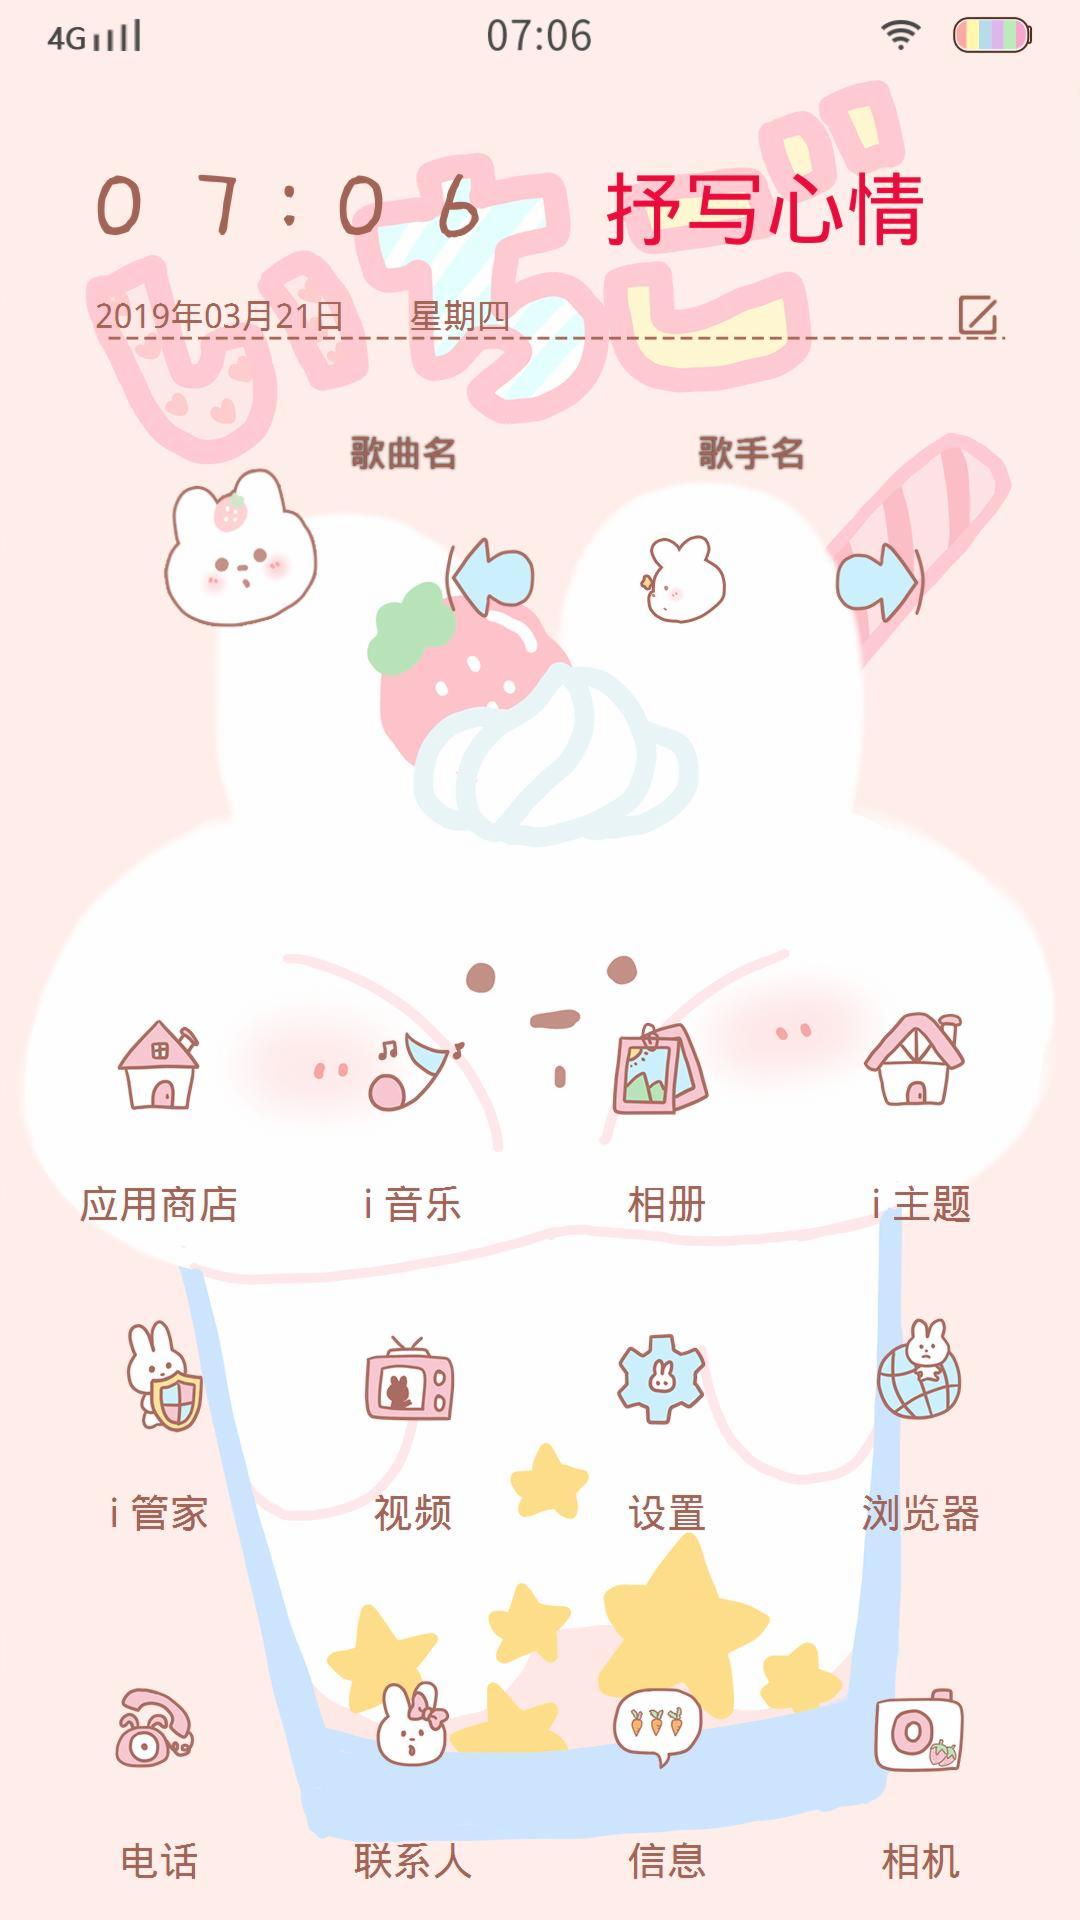 4G 07:06
07:06 抒写心情
いちご
2019年03月21日 星期四
歌曲名 歌手名
应用商店 i 音乐 相册 i 主题
i 管家 视频 设置 浏览器
电话 联系人 信息 相机